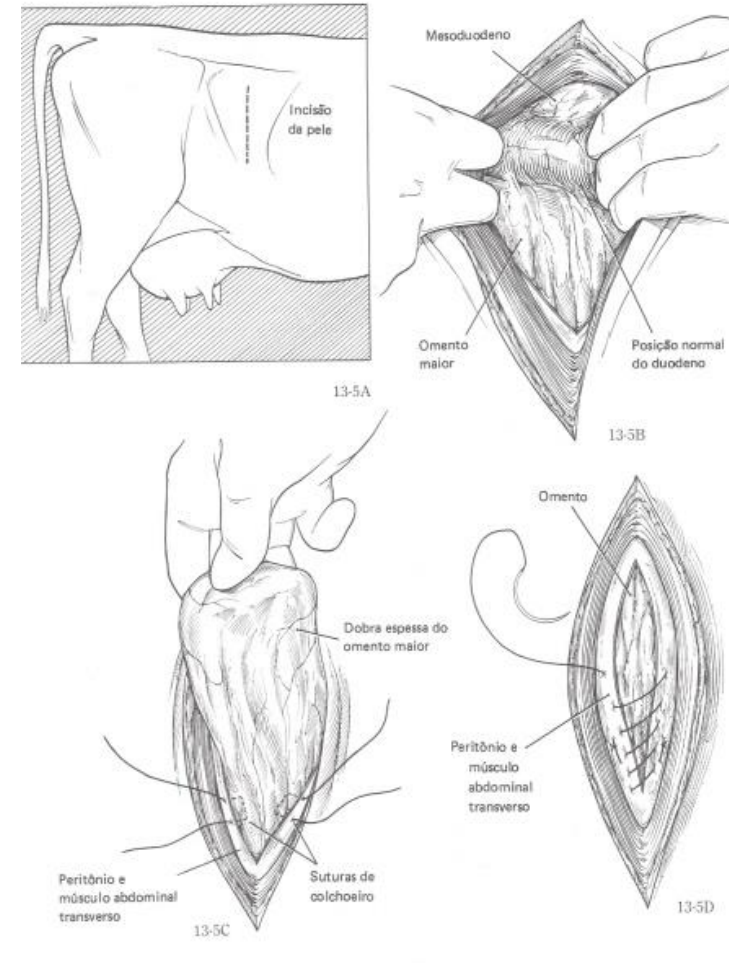 Incisão
da pele
13-5A
Mesoduodeno
Omento
maior
Posição normal
do duodeno
13-5B
Dobra espessa do
omento maior
Peritônio e
músculo abdominal
transverso
Suturas de
colchoeiro
13-5C
Omento
Peritônio e
músculo
abdominal
transverso
13-5D